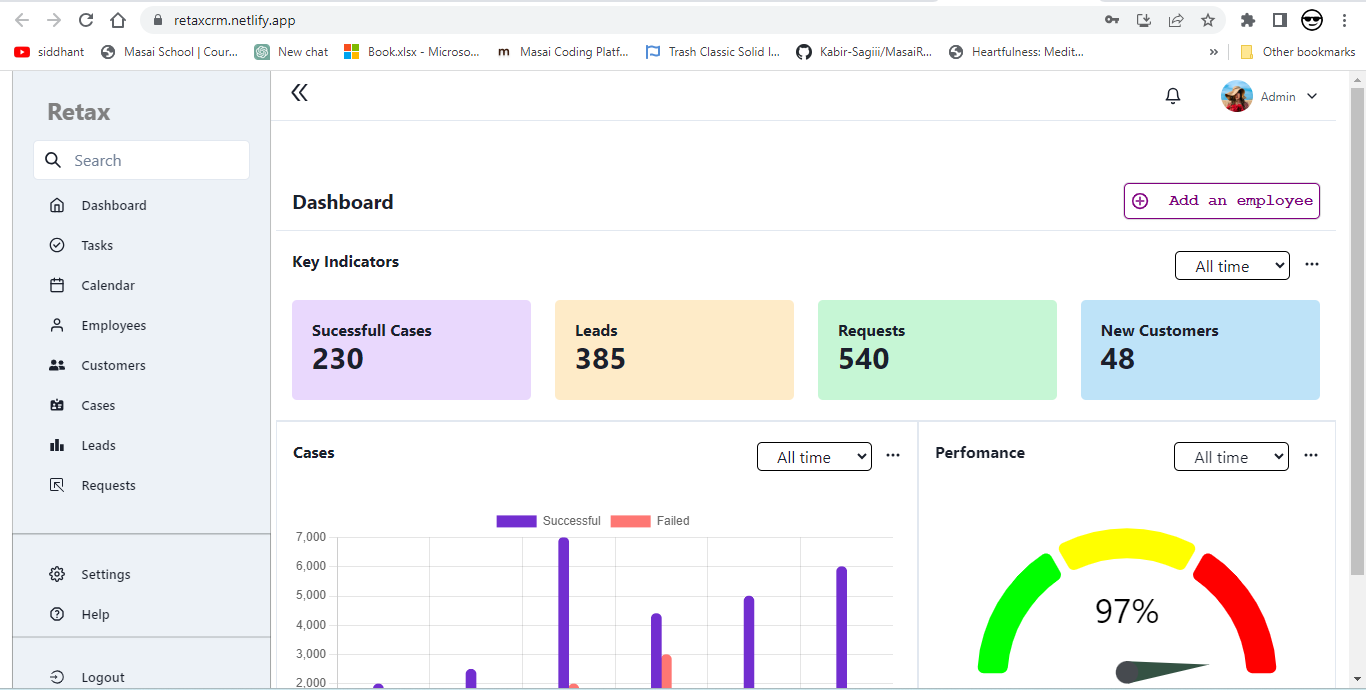 retaxcrm.netlify.app
siddhant
Masai School | Cour...
New chat
Book.xlsx - Microso...
m
Masai Coding Platf...
Trash Classic Solid I...
Kabir-Sagiii/MasaiR...
Heartfulness: Medit...
»
Other bookmarks
Retax
Search
Dashboard
Tasks
Calendar
Employees
Customers
Cases
Leads
Requests
Settings
Help
Logout
Admin
Dashboard
Add an employee
Key Indicators
All time
Sucessfull Cases
230
Leads
385
Requests
540
New Customers
48
Cases
All time
Successful Failed
7,000
6,000
5,000
4,000
3,000
2,000
Perfomance
All time
97%